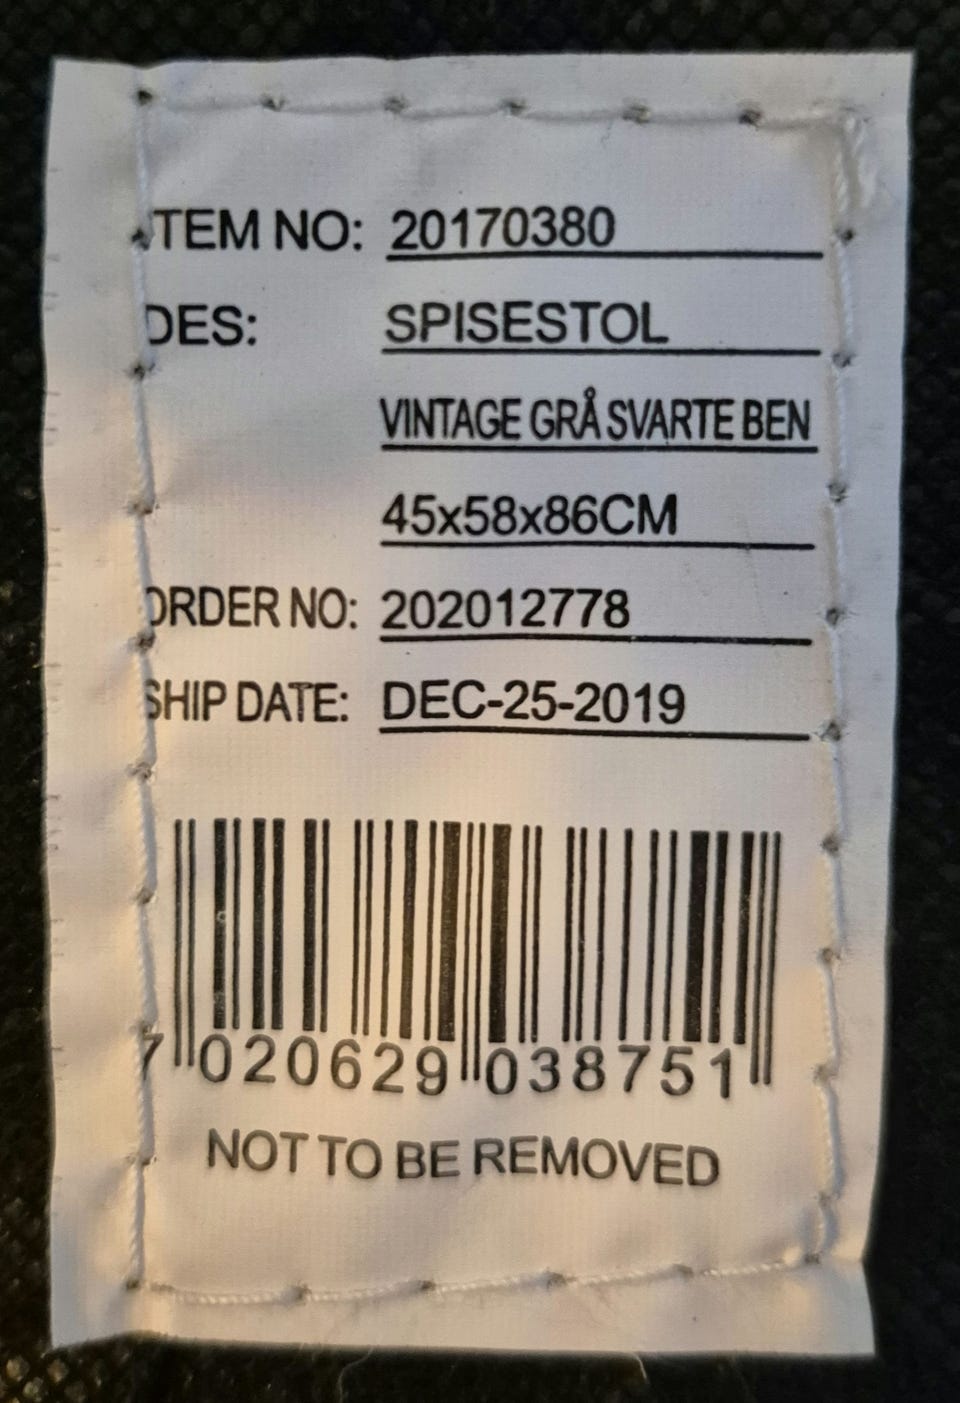 ITEM NO: 20170380
DES: SPISESTOL
VINTAGE GRÅ SVARTE BEN
45x58x86CM
ORDER NO: 202012778
SHIP DATE: DEC-25-2019
7 020629 038751
NOT TO BE REMOVED